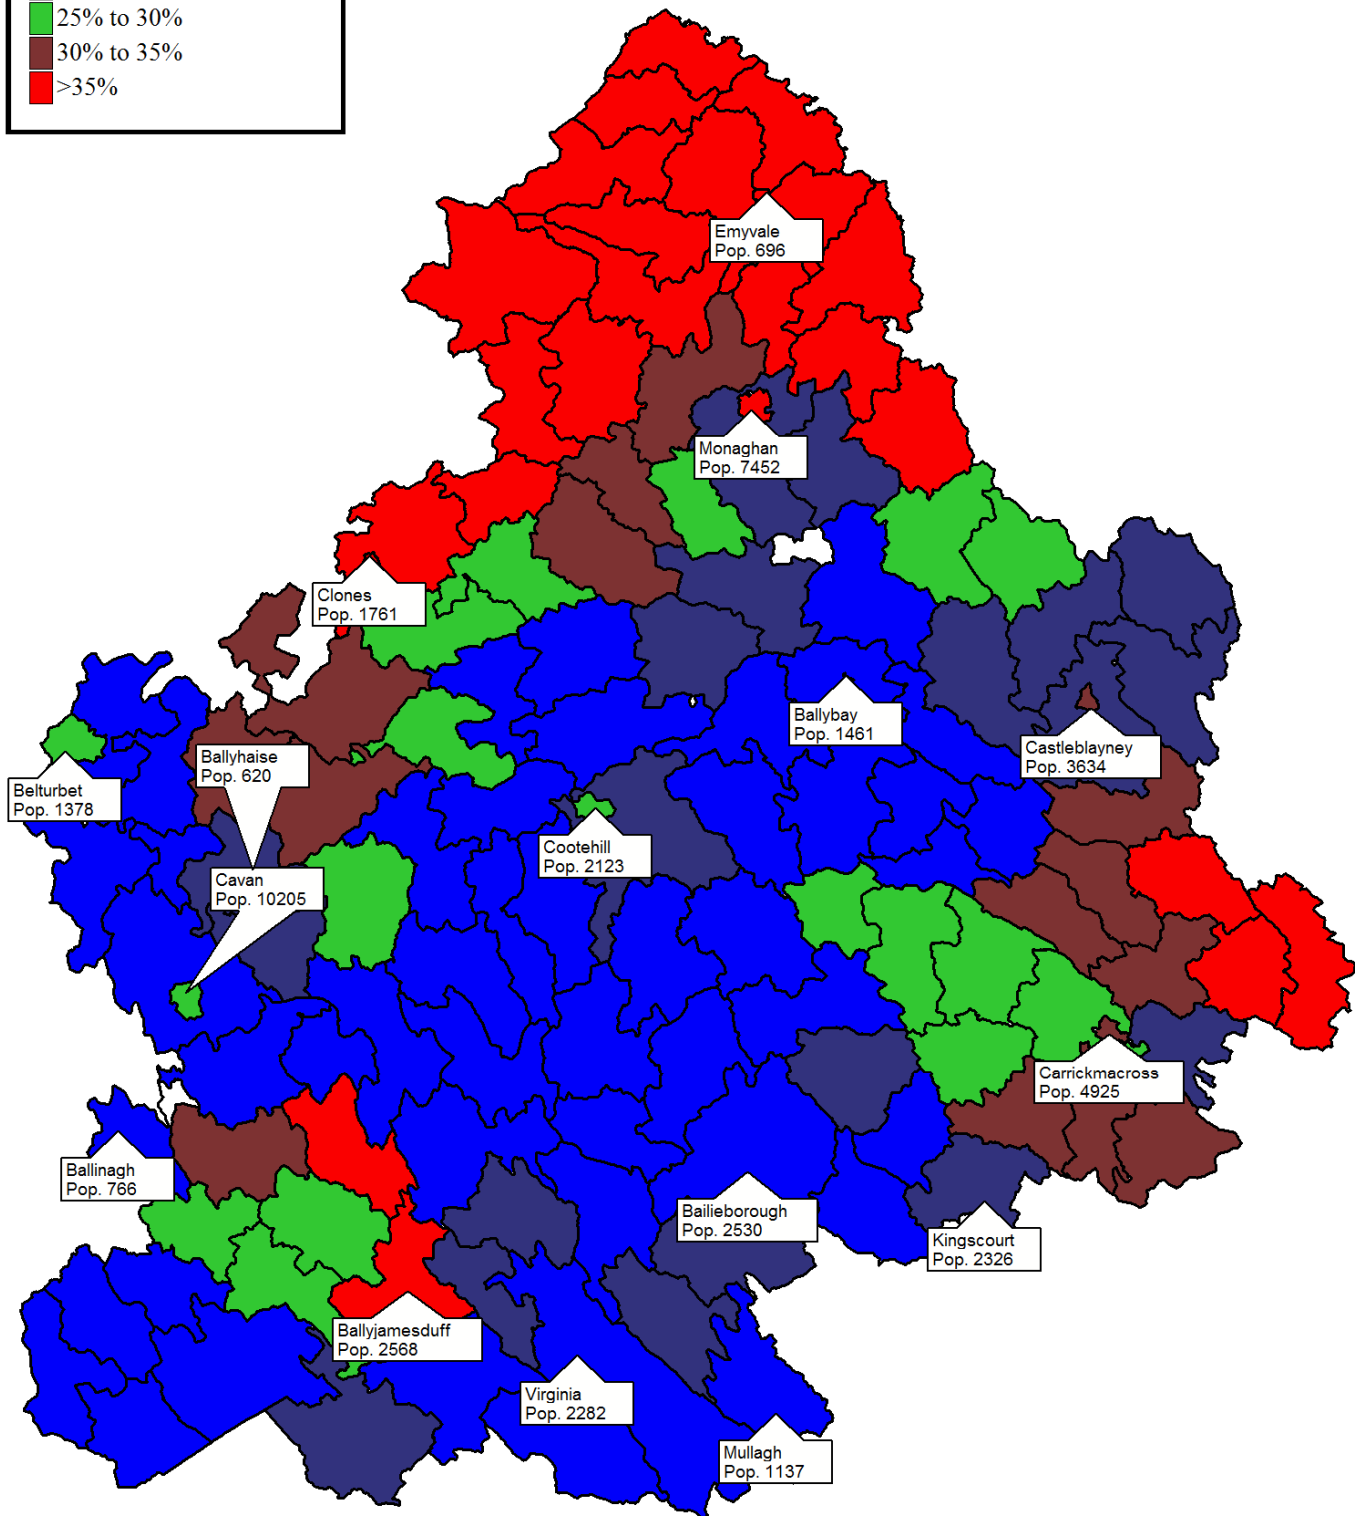 25% to 30%
30% to 35%
>35%
Emyvale
Pop. 696
Monaghan
Pop. 7452
Clones
Pop. 1761
Ballybay
Pop. 1461
Castleblayney
Pop. 3634
Ballyhaise
Pop. 620
Belturbet
Pop. 1378
Cootehill
Pop. 2123
Cavan
Pop. 10205
Carrickmacross
Pop. 4925
Ballinagh
Pop. 766
Bailieborough
Pop. 2530
Kingscourt
Pop. 2326
Ballyjamesduff
Pop. 2568
Virginia
Pop. 2282
Mullagh
Pop. 1137